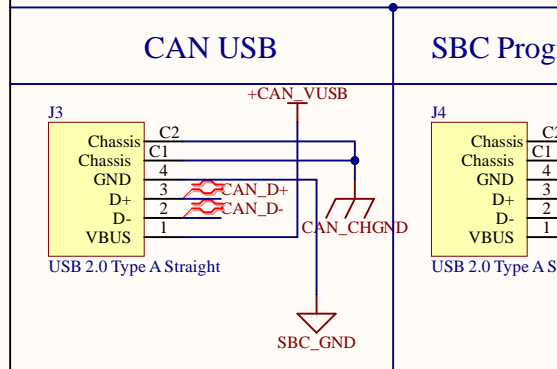 CAN USB
SBC Prog
+CAN_VUSB
J3
J4
Chassis C2
Chassis C1
GND 4
D+ 3 CAN_D+
D- 2 CAN_D-
VBUS 1
CAN_CHGND
Chassis C2
Chassis C1
GND 4
D+ 3
D- 2
VBUS 1
USB 2.0 Type A Straight
USB 2.0 Type A S
SBC_GND